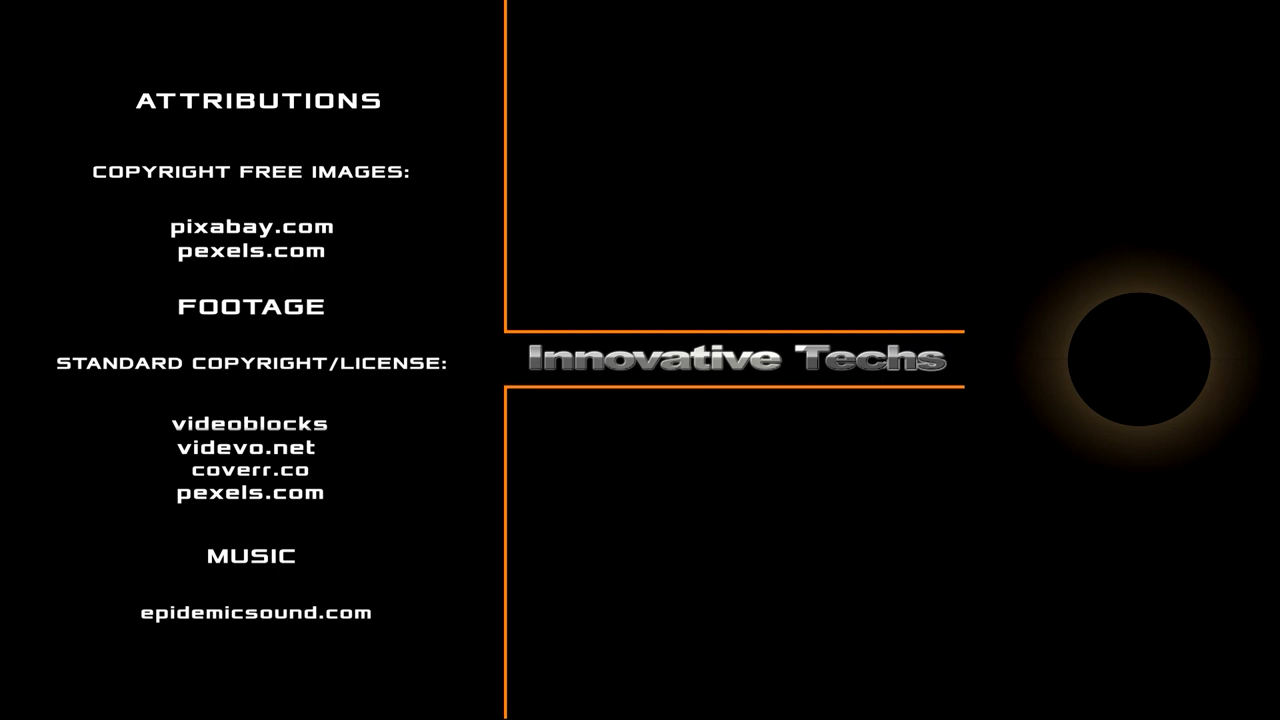 ATTRIBUTIONS
COPYRIGHT FREE IMAGES:
pixabay.com
pexels.com
FOOTAGE
STANDARD COPYRIGHT/LICENSE:
videoblocks
videvo.net
coverr.co
pexels.com
MUSIC
epidemicsound.com
Innovative Techs